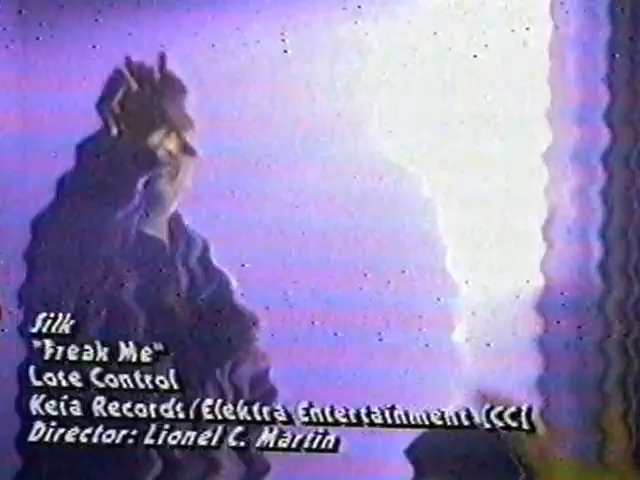 Silk
"Freak Me"
Lose Control
Keia Records/Elektra Entertainment [CC]
Director: Lionel C. Martin